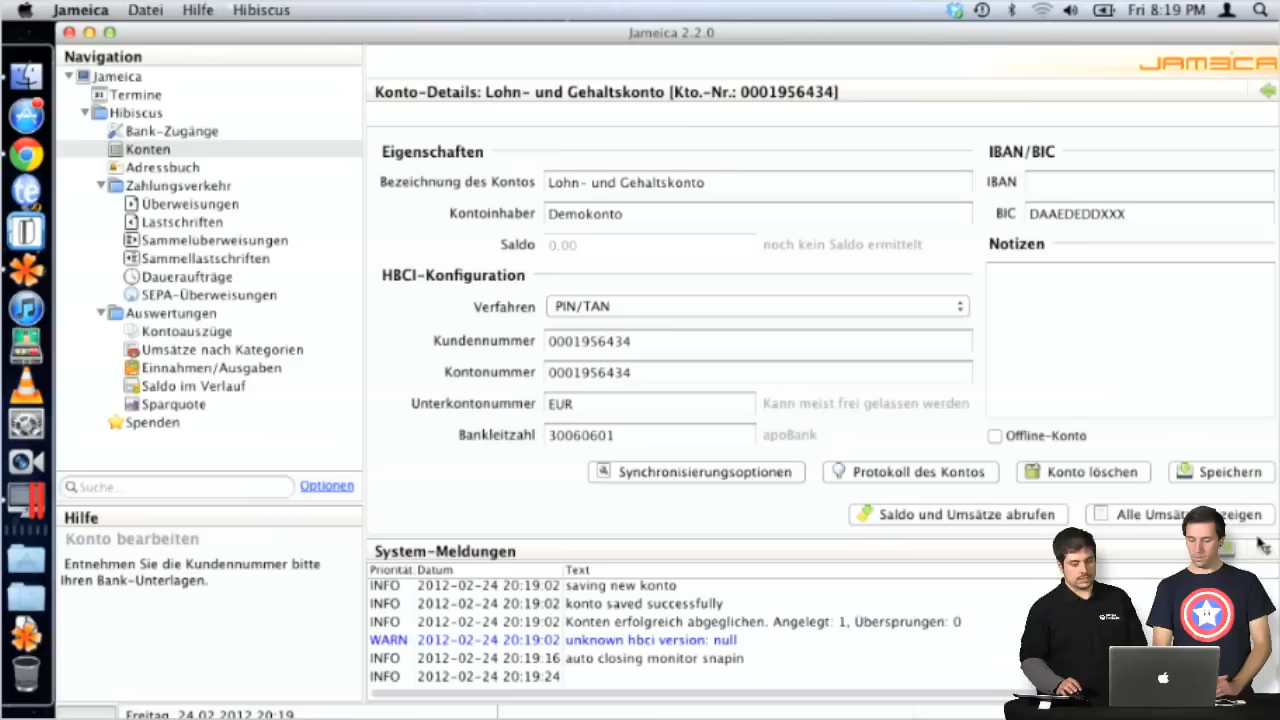 Jameica Datei Hilfe Hibiscus Fri 8:19 PM
Jameica 2.2.0
Navigation
Jameica
Termine
Hibiscus
Bank-Zugänge
Konten
Adressbuch
Zahlungsverkehr
Überweisungen
Lastschriften
Sammelüberweisungen
Sammellastschriften
Daueraufträge
SEPA-Überweisungen
Auswertungen
Kontoauszüge
Umsätze nach Kategorien
Einnahmen/Ausgaben
Saldo im Verlauf
Sparquote
Spenden
Suche...
Optionen
Hilfe
Konto bearbeiten
Entnehmen Sie die Kundennummer bitte
Ihren Bank-Unterlagen.
JAMEICA
Konto-Details: Lohn- und Gehaltskonto [Kto.-Nr.: 0001956434]
Eigenschaften
Bezeichnung des Kontos Lohn- und Gehaltskonto
Kontoinhaber Demokonto
Saldo 0.00 noch kein Saldo ermittelt
HBCI-Konfiguration
Verfahren PIN/TAN
Kundennummer 0001956434
Kontonummer 0001956434
Unterkontonummer EUR Kann meist frei gelassen werden
Bankleitzahl 30060601 apoBank
IBAN/BIC
IBAN
BIC DAAEDEDDXXX
Notizen
Offline-Konto
Synchronisierungsoptionen Protokoll des Kontos Konto löschen Speichern
Saldo und Umsätze abrufen Alle
System-Meldungen
Priorität Datum Text
INFO 2012-02-24 20:19:02 saving new konto
INFO 2012-02-24 20:19:02 konto saved successfully
INFO 2012-02-24 20:19:02 Konten erfolgreich abgeglichen. Angelegt: 1, Übersprungen: 0
WARN 2012-02-24 20:19:02 unknown hbci version: null
INFO 2012-02-24 20:19:16 auto closing monitor snapin
INFO 2012-02-24 20:19:24
Freitag, 24.02.2012 20:19